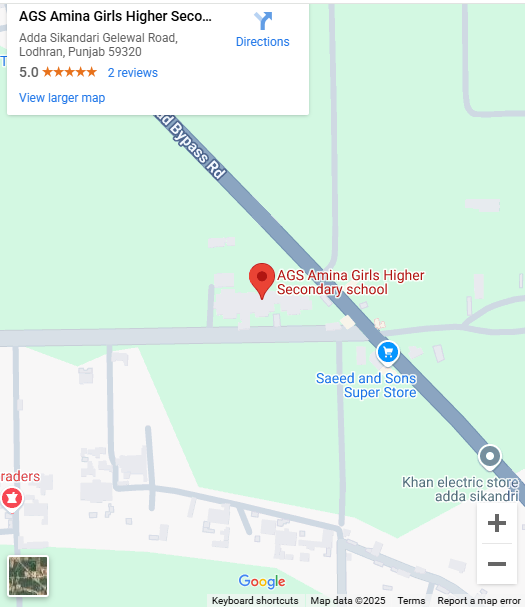 AGS Amina Girls Higher Seco...
Adda Sikandari Gelewal Road,
Lodhran, Punjab 59320
Directions
5.0
2 reviews
View larger map
Bypass Rd
AGS Amina Girls Higher
Secondary school
Saeed and Sons
Super Store
Khan electric store
adda sikandri
raders
Google
Keyboard shortcuts
Map data ©2025
Terms
Report a map error